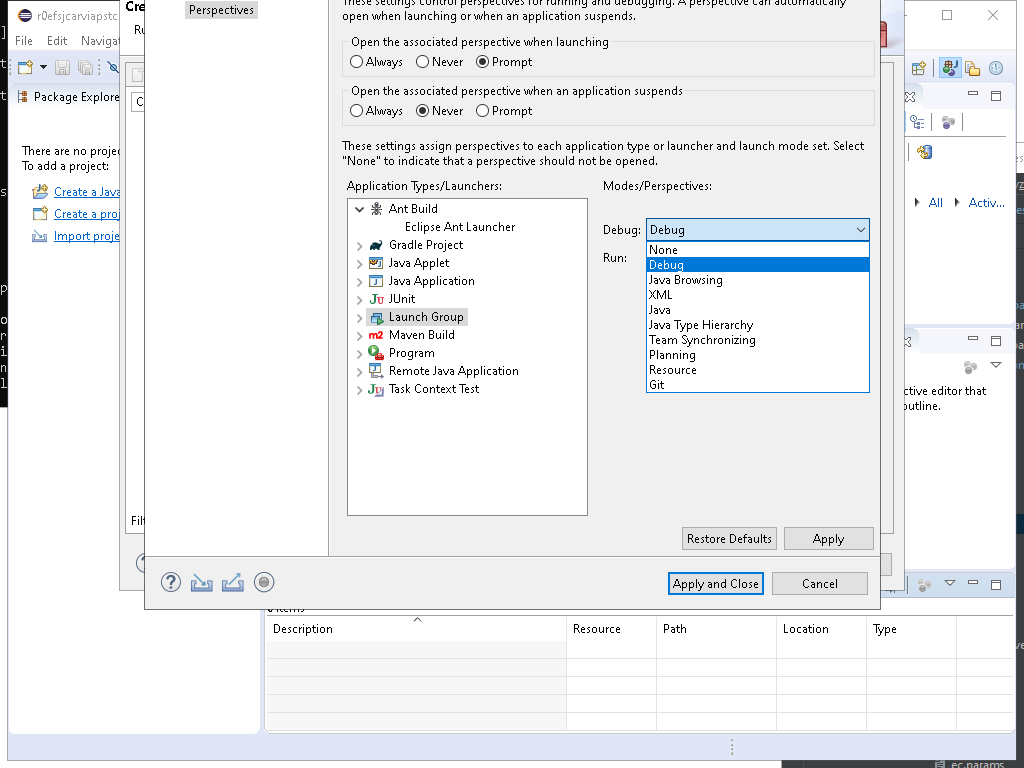 r0efsjcarviapstc
File Edit Naviga
Package Explore
There are no proje
To add a project:
Create a Java
Create a proj
Import proje
Cre
Ru
Perspectives
These settings control perspectives for running and debugging. A perspective can automatically
open when launching or when an application suspends.
Open the associated perspective when launching
Always Never Prompt
Open the associated perspective when an application suspends
Always Never Prompt
These settings assign perspectives to each application type or launcher and launch mode set. Select
"None" to indicate that a perspective should not be opened.
Application Types/Launchers:
Modes/Perspectives:
Ant Build
Eclipse Ant Launcher
Gradle Project
Java Applet
Java Application
JUnit
Launch Group
Maven Build
Program
Remote Java Application
Task Context Test
Debug: Debug
Run:
None
Debug
Java Browsing
XML
Java
Java Type Hierarchy
Team Synchronizing
Planning
Resource
Git
Restore Defaults Apply
Apply and Close Cancel
Filt
All Activ...
ctive editor that
outline.
Description Resource Path Location Type
ec.params